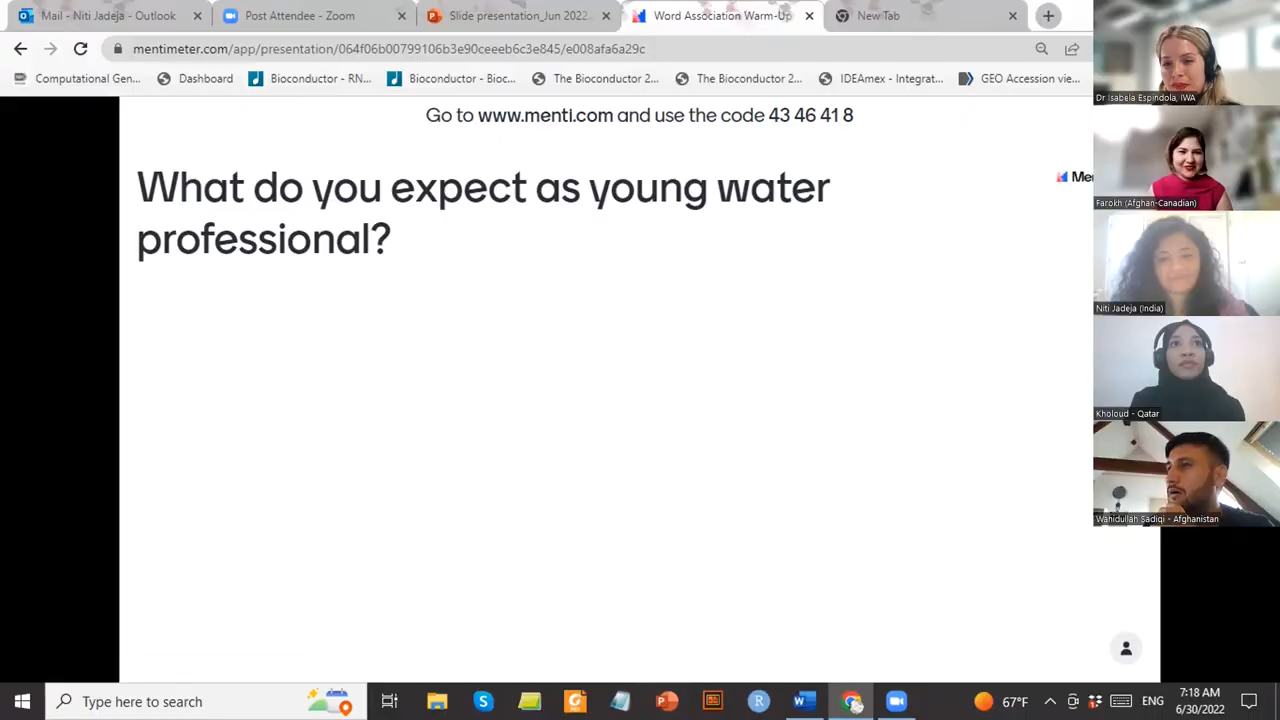 Mail - Niti Jadeja - Outlook
Post Attendee - Zoom
Slide presentation_Jun 2022
Word Association Warm-Up
New Tab
mentimeter.com/app/presentation/064f06b00799106b3e90ceeeb6c3e845/e008afa6a29c
Computational Gen...
Dashboard
Bioconductor - RN...
Bioconductor - Bioc...
The Bioconductor 2...
The Bioconductor 2...
IDEAmex - Integrat...
GEO Accession vie...
Go to www.menti.com and use the code 43 46 41 8
What do you expect as young water
professional?
Me
Dr Isabela Espindola, IWA
Farokh (Afghan-Canadian)
Niti Jadeja (India)
Kholoud - Qatar
Wahidullah Sadiqi - Afghanistan
Type here to search
67°F
ENG
7:18 AM
6/30/2022